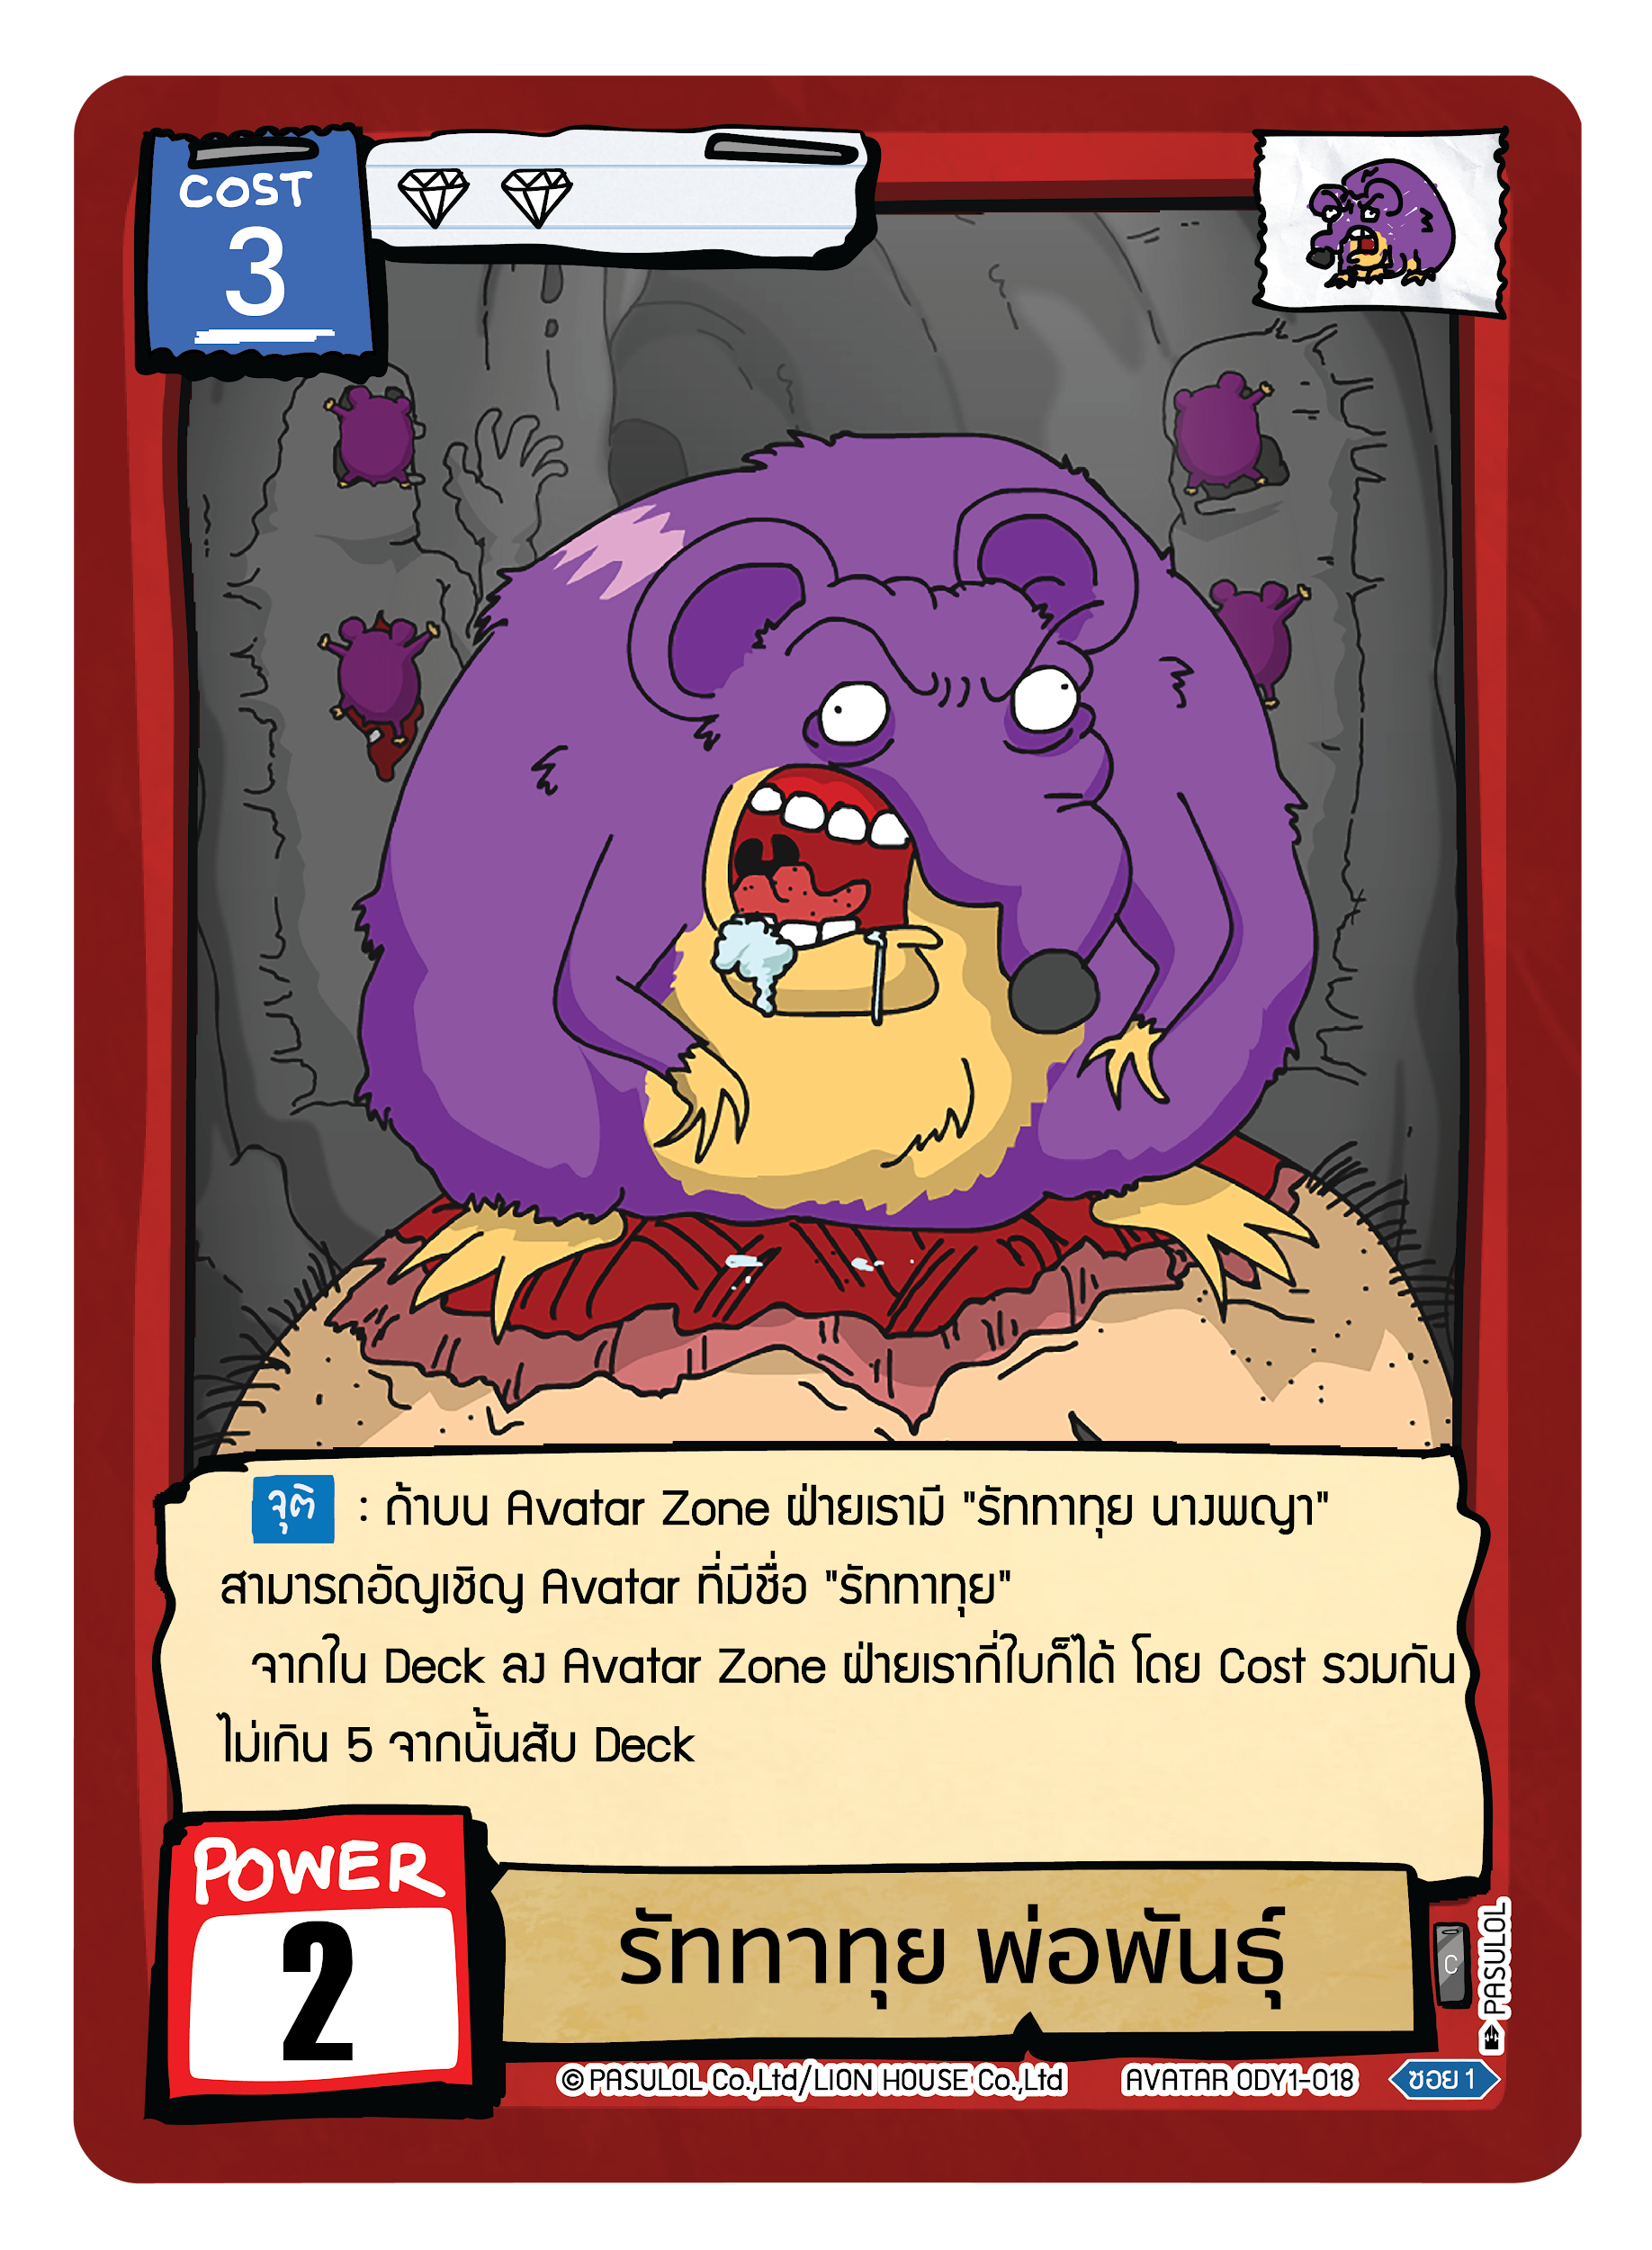 COST
3
จุติ : ถ้าบน Avatar Zone ฝ่ายเรามี "รัททาทุย นางพญา"
สามารถอัญเชิญ Avatar ที่มีชื่อ "รัททาทุย"
จากใน Deck ลง Avatar Zone ฝ่ายเรากี่ใบก็ได้ โดย Cost รวมกัน
ไม่เกิน 5 จากนั้นสับ Deck
POWER
2
รัททาทุย พ่อพันธุ์
C
PASULOL
©PASULOL Co.,Ltd/LION HOUSE Co.,Ltd AVATAR ODY1-018 ซอย 1